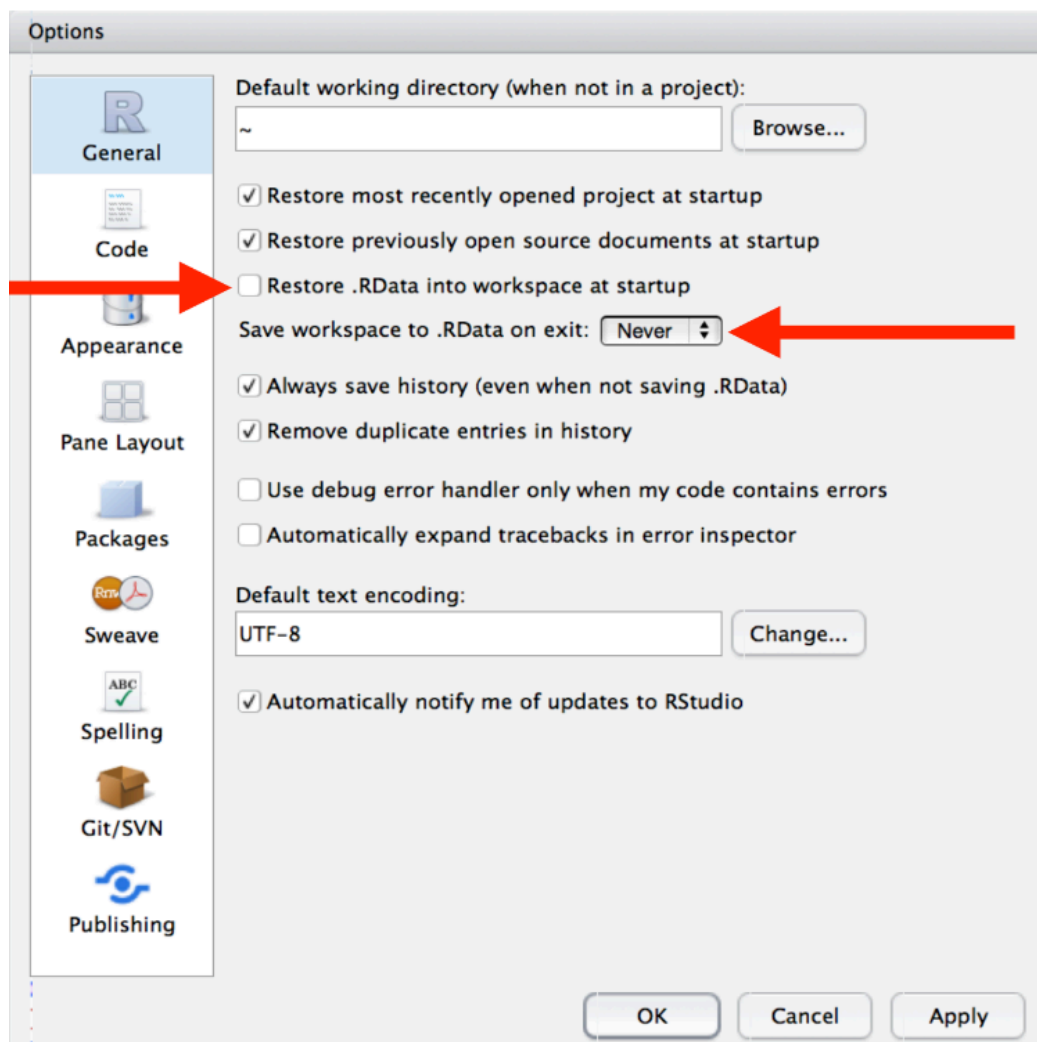 Options
General
Code
Appearance
Pane Layout
Packages
Rnw
Sweave
ABC
Spelling
Git/SVN
Publishing
Default working directory (when not in a project):
~
Browse...
Restore most recently opened project at startup
Restore previously open source documents at startup
Restore .RData into workspace at startup
Save workspace to .RData on exit: Never
Always save history (even when not saving .RData)
Remove duplicate entries in history
Use debug error handler only when my code contains errors
Automatically expand tracebacks in error inspector
Default text encoding:
UTF-8
Change...
Automatically notify me of updates to RStudio
OK
Cancel
Apply